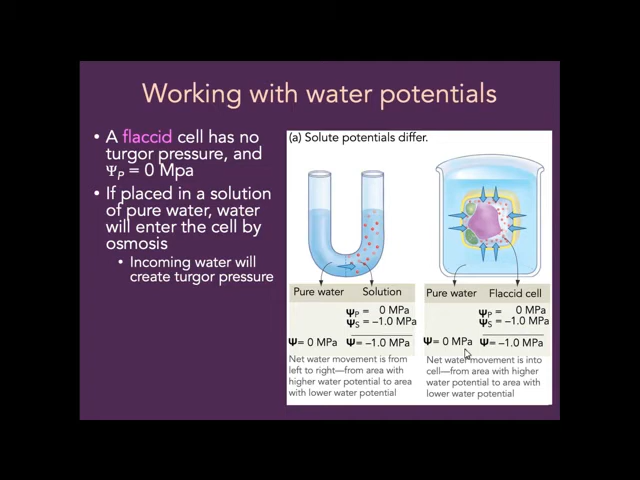 Working with water potentials
• A flaccid cell has no
turgor pressure, and
ΨP = 0 Mpa
• If placed in a solution
of pure water, water
will enter the cell by
osmosis
• Incoming water will
create turgor pressure
(a) Solute potentials differ.
Pure water Solution
ΨP = 0 MPa
ΨS = –1.0 MPa
Ψ= 0 MPa Ψ= –1.0 MPa
Net water movement is from
left to right—from area with
higher water potential to area
with lower water potential
Pure water Flaccid cell
ΨP = 0 MPa
ΨS = –1.0 MPa
Ψ= 0 MPa Ψ= –1.0 MPa
Net water movement is into
cell—from area with higher
water potential to area with
lower water potential